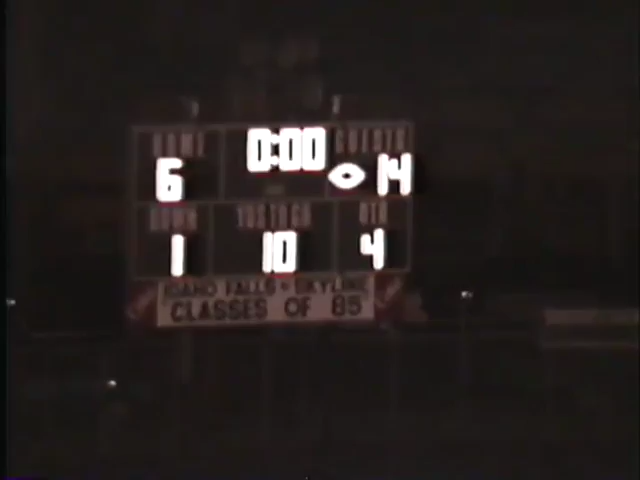 HOME 0:00 GUESTS
6 14
DOWN YDS TO GO QTR
1 10 4
IDAHO FALLS - SKYLINE
CLASSES OF 85